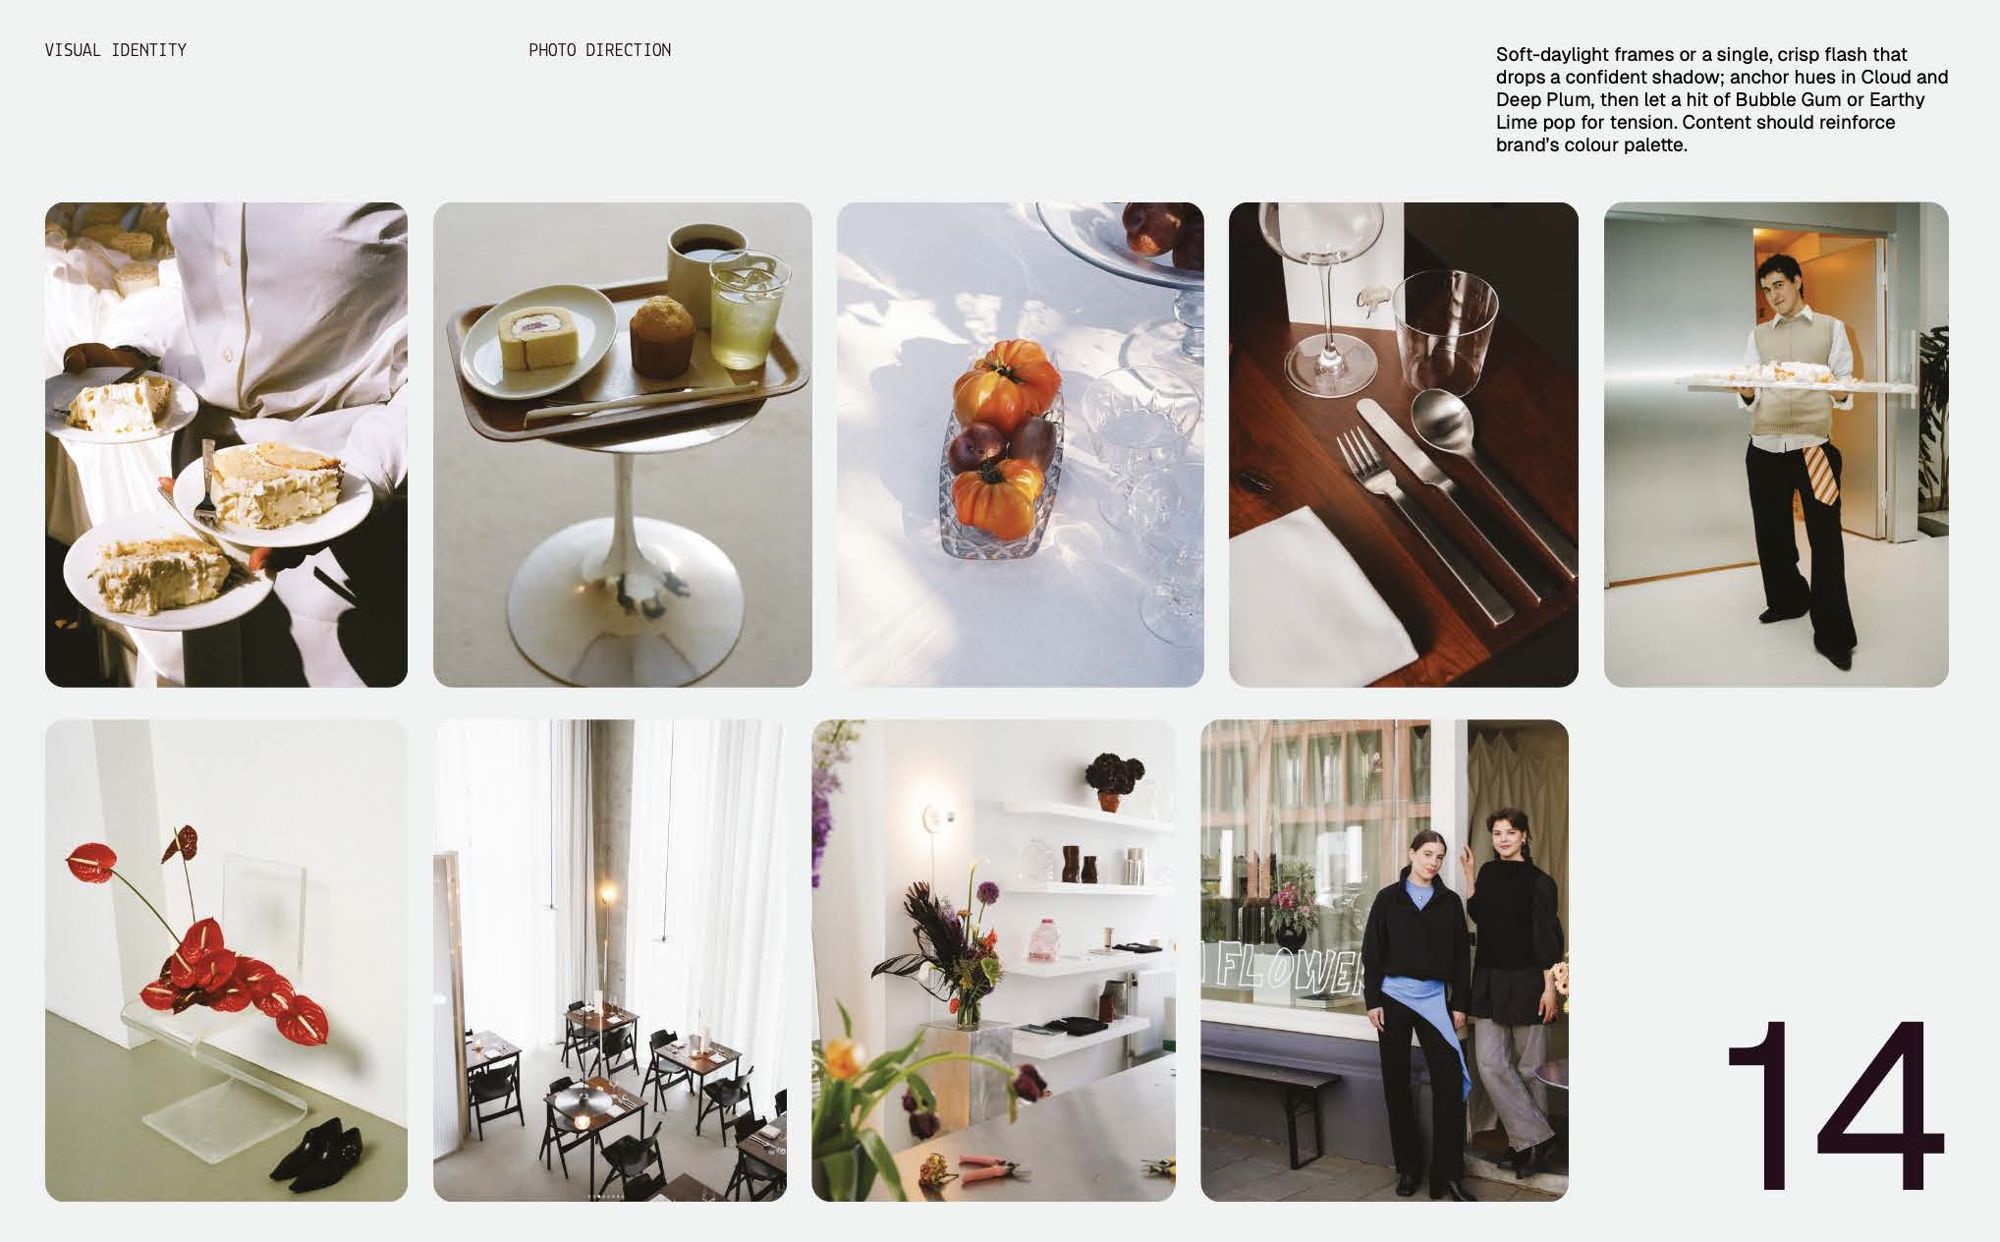 VISUAL IDENTITY
PHOTO DIRECTION
Soft-daylight frames or a single, crisp flash that
drops a confident shadow; anchor hues in Cloud and
Deep Plum, then let a hit of Bubble Gum or Earthy
Lime pop for tension. Content should reinforce
brand's colour palette.
FLOWER
14